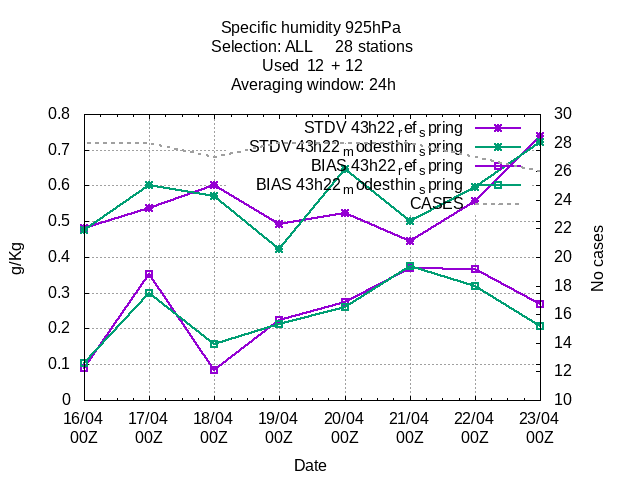 Specific humidity 925hPa
Selection: ALL 28 stations
Used 12 + 12
Averaging window: 24h
0.8
0.7
0.6
0.5
0.4
0.3
0.2
0.1
0
30
28
26
24
22
20
18
16
14
12
10
STDV 43h22_ref_spring
STDV 43h22_modesthin_spring
BIAS 43h22_ref_spring
BIAS 43h22_modesthin_spring
CASES
g/Kg
No cases
16/04 17/04 18/04 19/04 20/04 21/04 22/04 23/04
00Z 00Z 00Z 00Z 00Z 00Z 00Z 00Z
Date